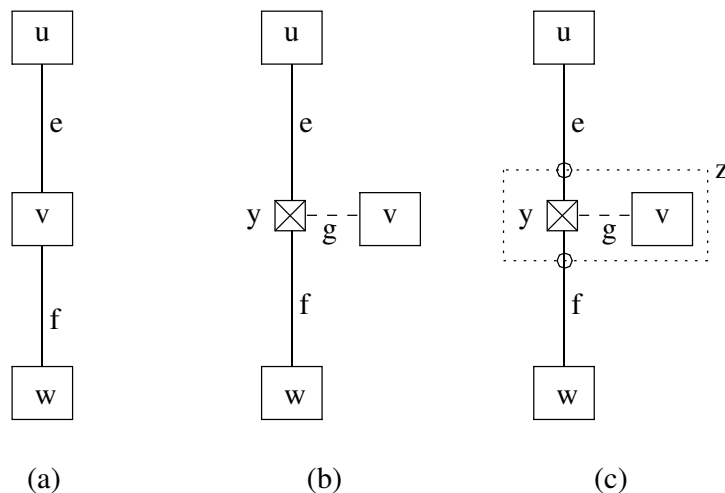 u u u
e e e
z
v y v y v
g g
f f f
w w w
(a) (b) (c)